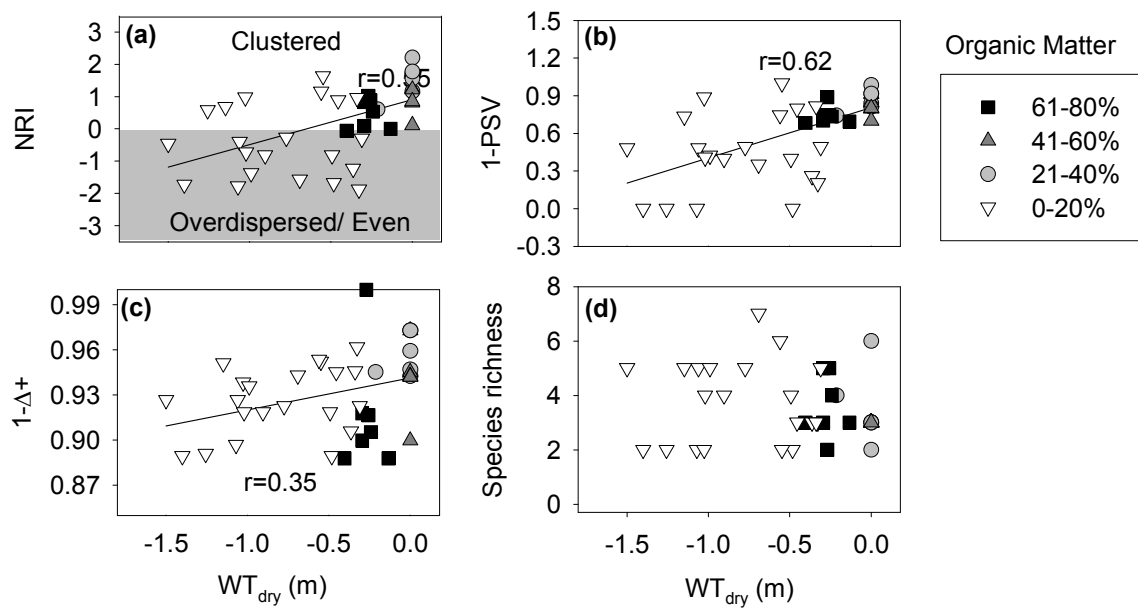 (a)
Clustered
r=0.
5
Overdispersed/ Even
NRI
3
2
1
0
-1
-2
-3
(b)
r=0.62
1-PSV
1.5
1.2
0.9
0.6
0.3
0.0
-0.3
Organic Matter
61-80%
41-60%
21-40%
0-20%
(c)
r=0.35
1-Δ+
0.99
0.96
0.93
0.90
0.87
-1.5 -1.0 -0.5 0.0
WTdry (m)
(d)
Species richness
8
6
4
2
0
-1.5 -1.0 -0.5 0.0
WTdry (m)